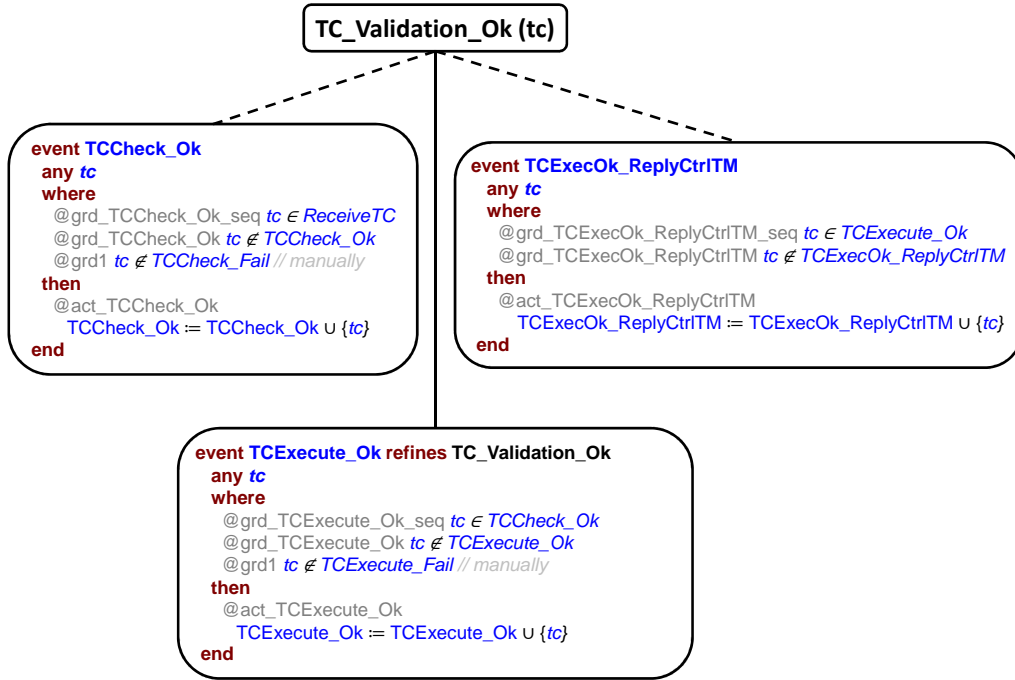 TC_Validation_Ok (tc)
event TCCheck_Ok
any tc
where
@grd_TCCheck_Ok_seq tc ∈ ReceiveTC
@grd_TCCheck_Ok tc ∉ TCCheck_Ok
@grd1 tc ∉ TCCheck_Fail // manually
then
@act_TCCheck_Ok
TCCheck_Ok ≔ TCCheck_Ok ∪ {tc}
end
event TCExecOk_ReplyCtrlTM
any tc
where
@grd_TCExecOk_ReplyCtrlTM_seq tc ∈ TCExecute_Ok
@grd_TCExecOk_ReplyCtrlTM tc ∉ TCExecOk_ReplyCtrlTM
then
@act_TCExecOk_ReplyCtrlTM
TCExecOk_ReplyCtrlTM ≔ TCExecOk_ReplyCtrlTM ∪ {tc}
end
event TCExecute_Ok refines TC_Validation_Ok
any tc
where
@grd_TCExecute_Ok_seq tc ∈ TCCheck_Ok
@grd_TCExecute_Ok tc ∉ TCExecute_Ok
@grd1 tc ∉ TCExecute_Fail // manually
then
@act_TCExecute_Ok
TCExecute_Ok ≔ TCExecute_Ok ∪ {tc}
end